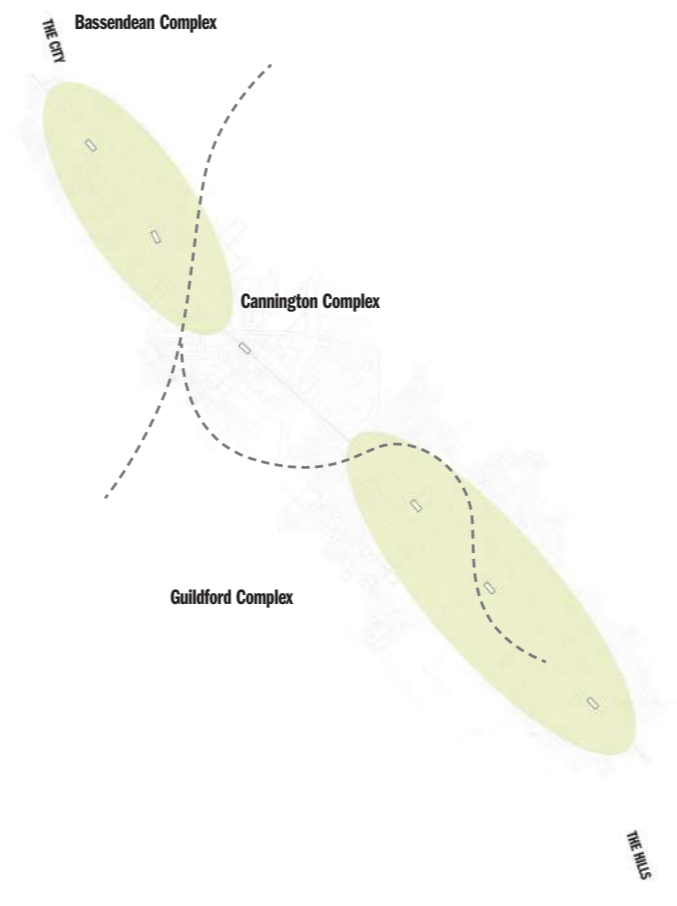 THE CITY
Bassendean Complex
Cannington Complex
Guildford Complex
THE HILLS